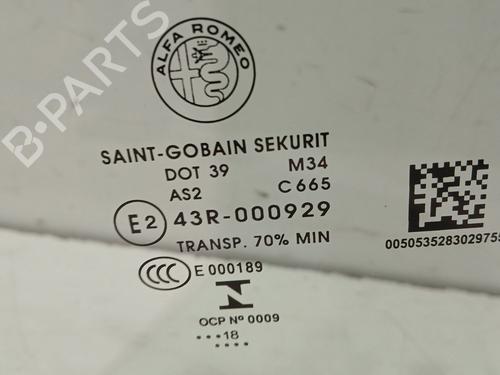 B-PARTS
ALFA ROMEO
SAINT-GOBAIN SEKURIT
DOT 39 M34
AS2 C 665
E2 43R-000929
TRANSP. 70% MIN
CCC E 000189
N
OCP Nº 0009
...18
....
005053528302975